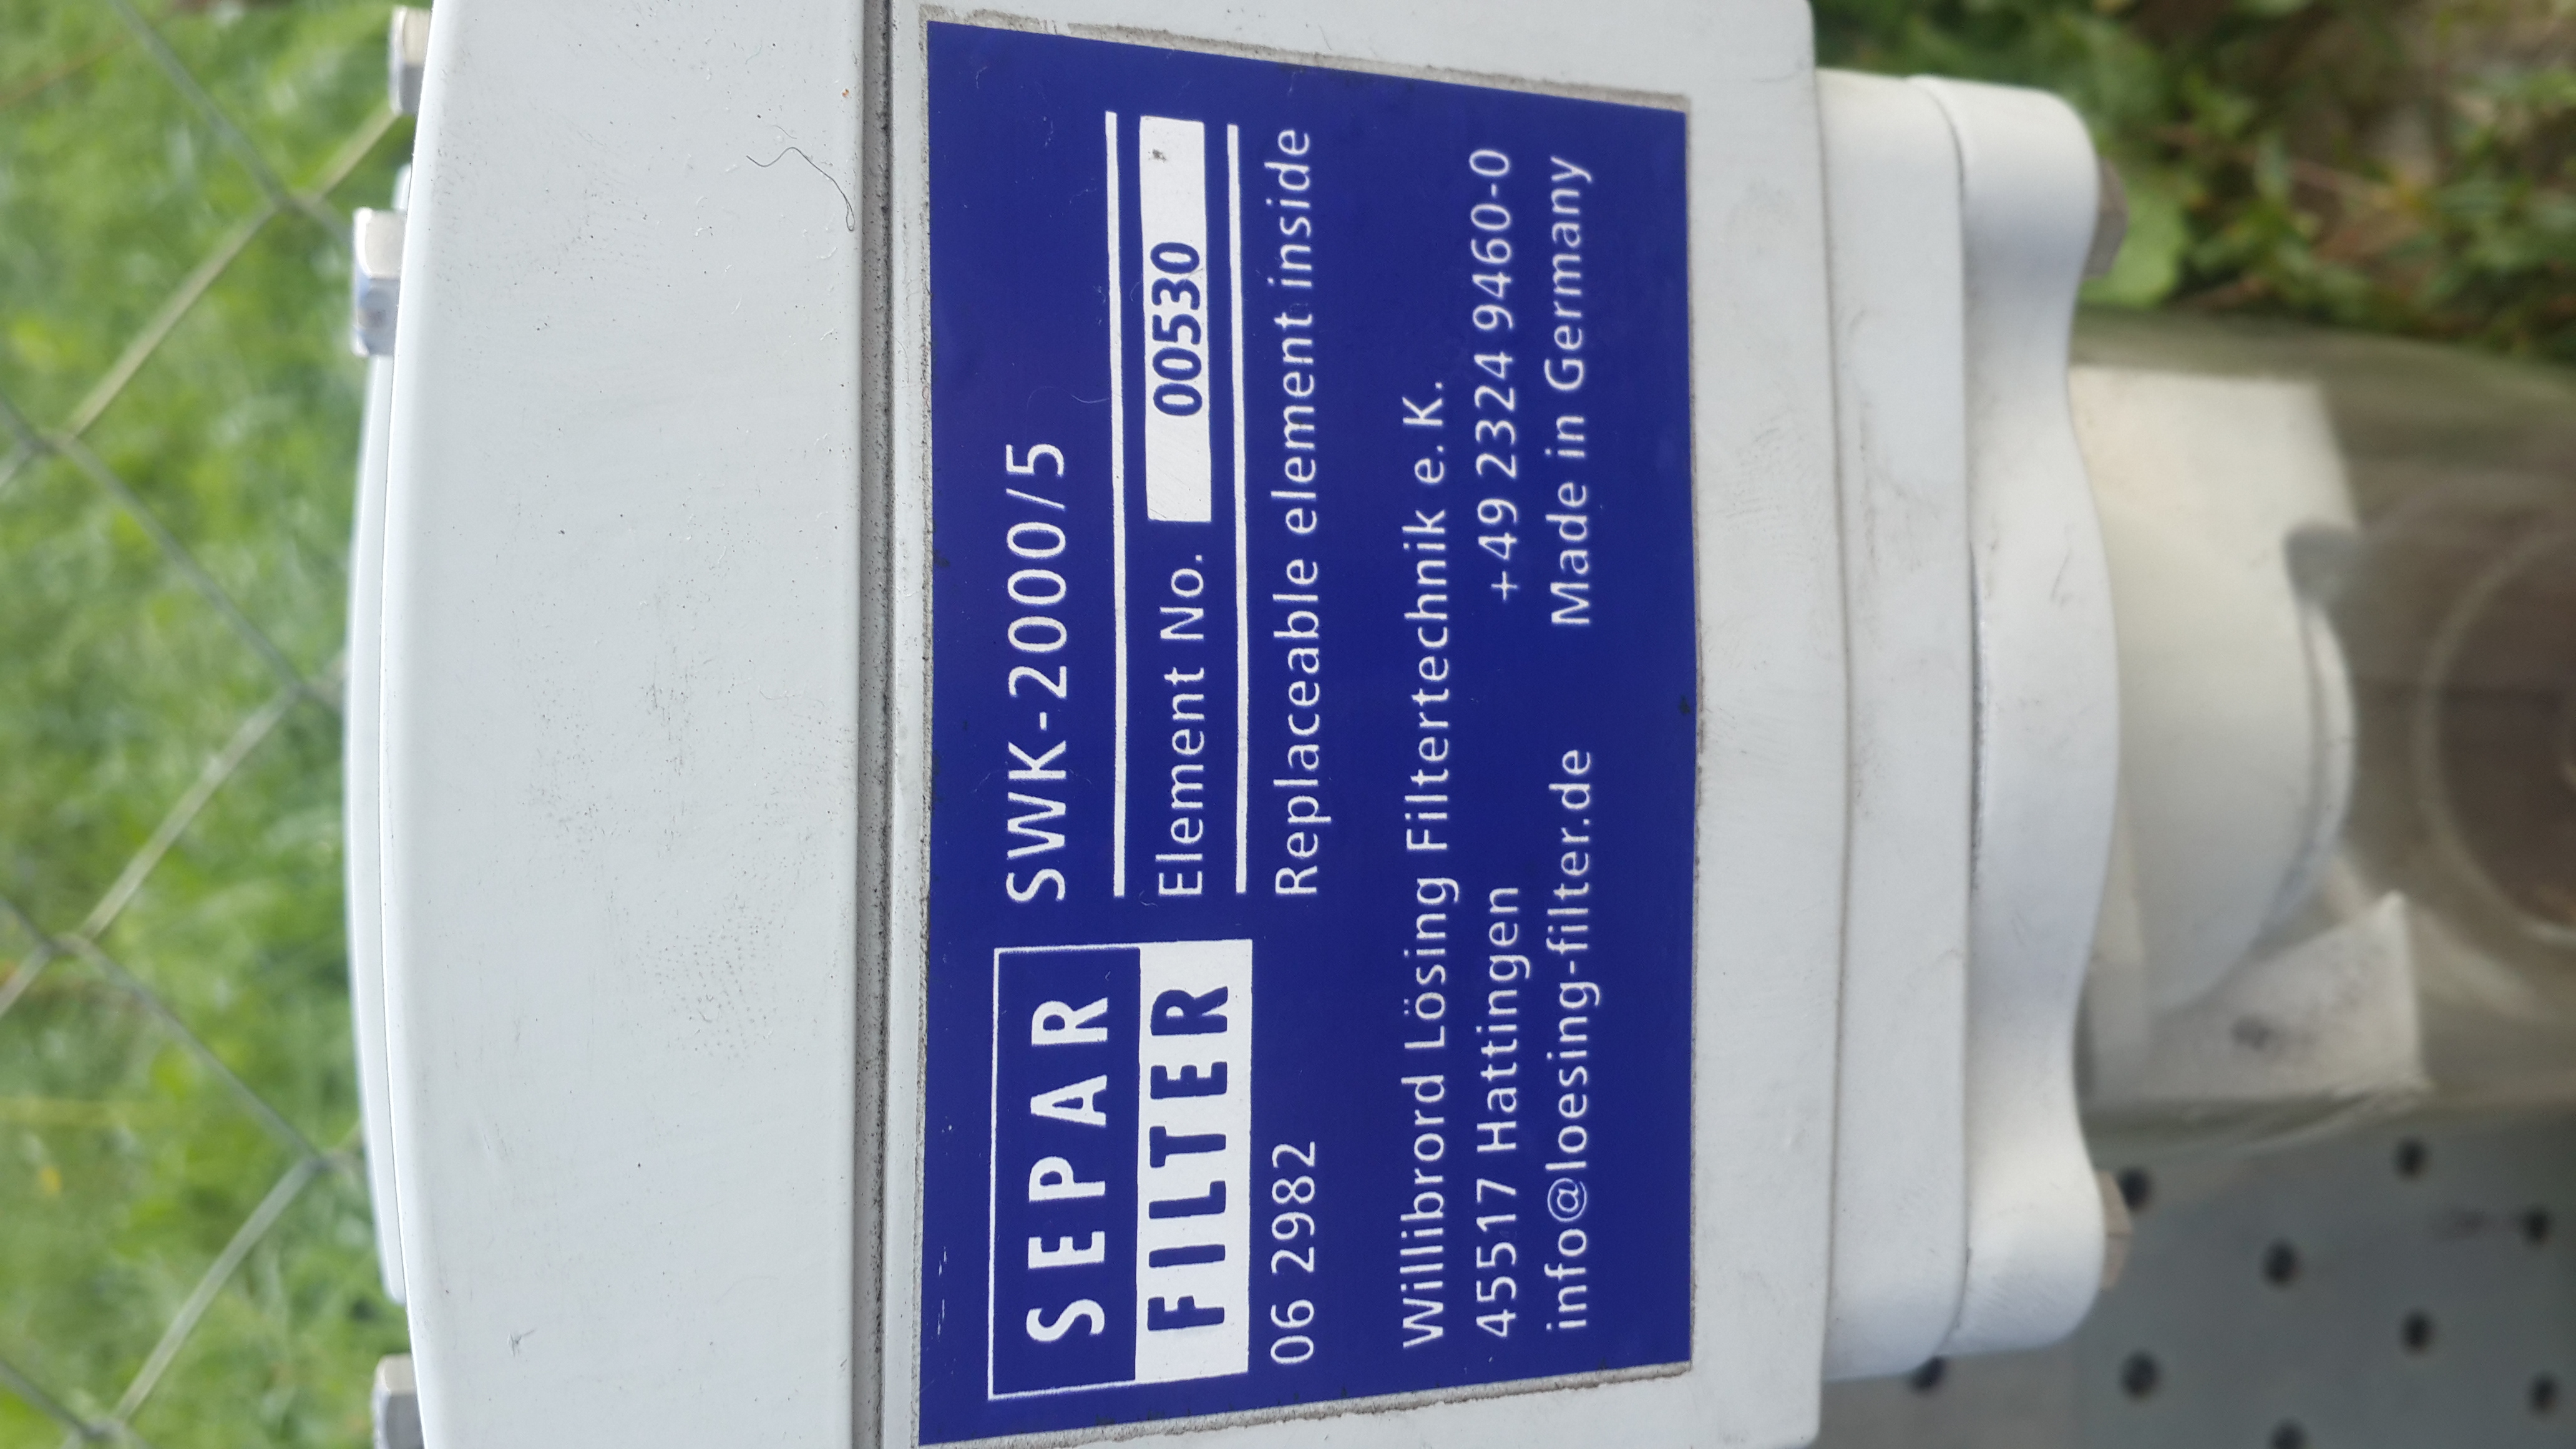 SEPAR
FILTER
06 2982
SWK-2000/5
Element No. 00530
Replaceable element inside
Willibrord Lösing Filtertechnik e. K.
45517 Hattingen +49 2324 9460-0
info@loesing-filter.de Made in Germany